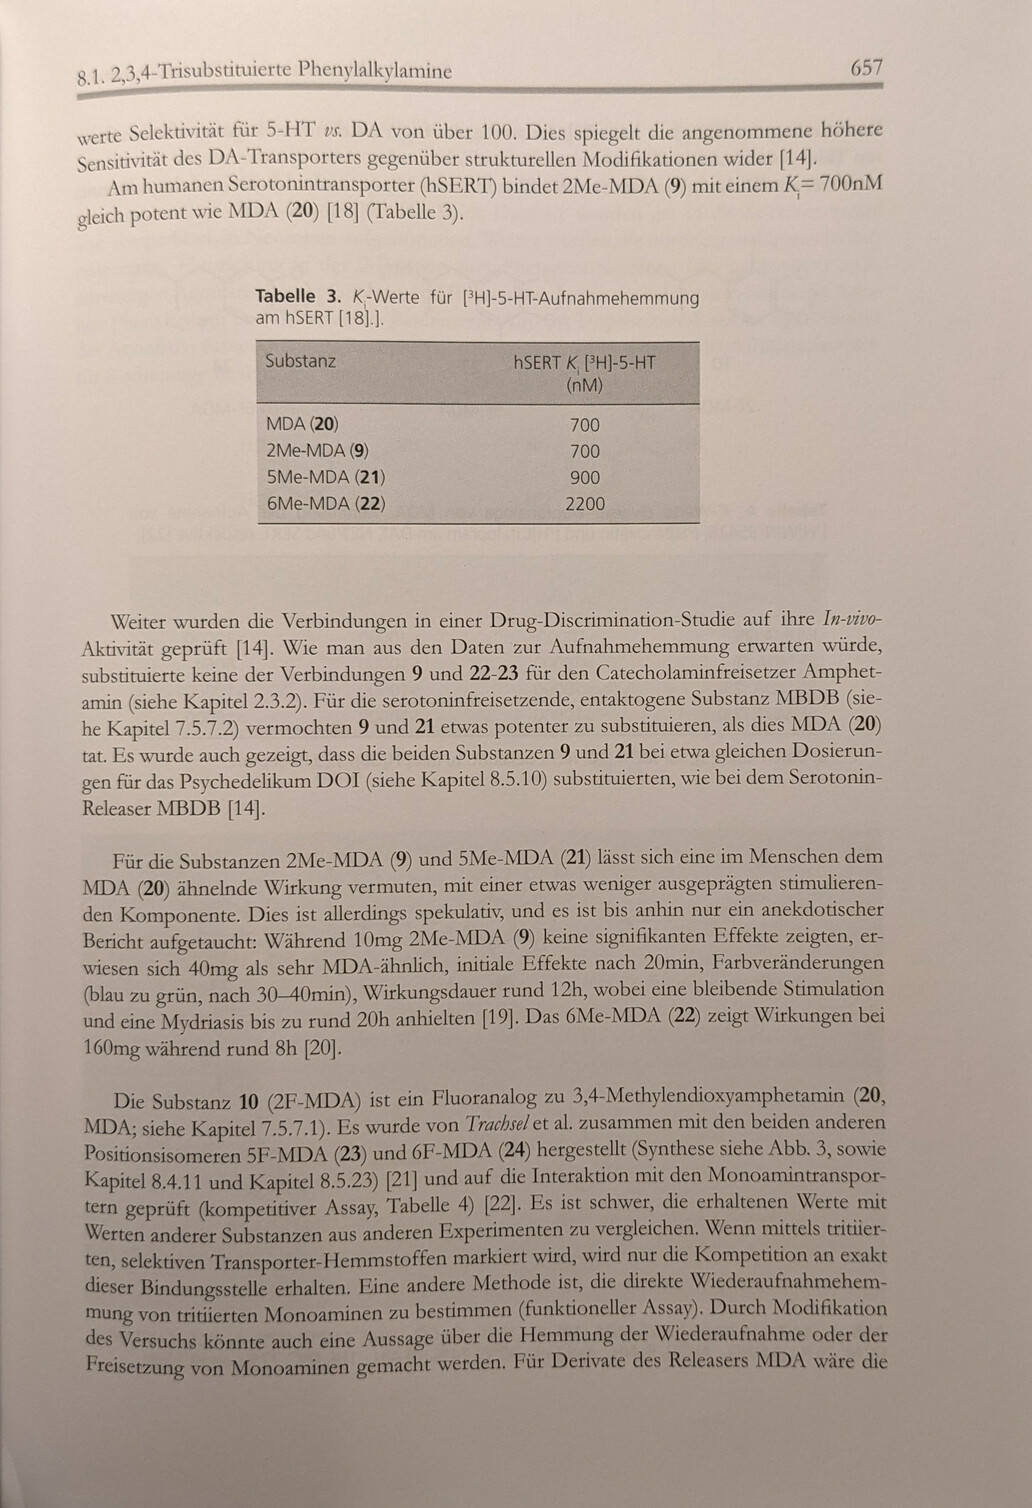 8.1. 2,3,4-Trisubstituierte Phenylalkylamine 657
werte Selektivität für 5-HT vs. DA von über 100. Dies spiegelt die angenommene höhere
Sensitivität des DA-Transporters gegenüber strukturellen Modifikationen wider [14].
Am humanen Serotonintransporter (hSERT) bindet 2Me-MDA (9) mit einem Ki= 700nM
gleich potent wie MDA (20) [18] (Tabelle 3).
Tabelle 3. Ki-Werte für [³H]-5-HT-Aufnahmehemmung
am hSERT [18].].
Substanz hSERT Ki [³H]-5-HT
(nM)
MDA (20) 700
2Me-MDA (9) 700
5Me-MDA (21) 900
6Me-MDA (22) 2200
Weiter wurden die Verbindungen in einer Drug-Discrimination-Studie auf ihre In-vivo-
Aktivität geprüft [14]. Wie man aus den Daten zur Aufnahmehemmung erwarten würde,
substituierte keine der Verbindungen 9 und 22-23 für den Catecholaminfreisetzer Amphet-
amin (siehe Kapitel 2.3.2). Für die serotoninfreisetzende, entaktogene Substanz MBDB (sie-
he Kapitel 7.5.7.2) vermochten 9 und 21 etwas potenter zu substituieren, als dies MDA (20)
tat. Es wurde auch gezeigt, dass die beiden Substanzen 9 und 21 bei etwa gleichen Dosierun-
gen für das Psychedelikum DOI (siehe Kapitel 8.5.10) substituierten, wie bei dem Serotonin-
Releaser MBDB [14].
Für die Substanzen 2Me-MDA (9) und 5Me-MDA (21) lässt sich eine im Menschen dem
MDA (20) ähnelnde Wirkung vermuten, mit einer etwas weniger ausgeprägten stimulieren-
den Komponente. Dies ist allerdings spekulativ, und es ist bis anhin nur ein anekdotischer
Bericht aufgetaucht: Während 10mg 2Me-MDA (9) keine signifikanten Effekte zeigten, er-
wiesen sich 40mg als sehr MDA-ähnlich, initiale Effekte nach 20min, Farbveränderungen
(blau zu grün, nach 30–40min), Wirkungsdauer rund 12h, wobei eine bleibende Stimulation
und eine Mydriasis bis zu rund 20h anhielten [19]. Das 6Me-MDA (22) zeigt Wirkungen bei
160mg während rund 8h [20].
Die Substanz 10 (2F-MDA) ist ein Fluoranalog zu 3,4-Methylendioxyamphetamin (20,
MDA; siehe Kapitel 7.5.7.1). Es wurde von Trachsel et al. zusammen mit den beiden anderen
Positionsisomeren 5F-MDA (23) und 6F-MDA (24) hergestellt (Synthese siehe Abb. 3, sowie
Kapitel 8.4.11 und Kapitel 8.5.23) [21] und auf die Interaktion mit den Monoamintranspor-
tern geprüft (kompetitiver Assay, Tabelle 4) [22]. Es ist schwer, die erhaltenen Werte mit
Werten anderer Substanzen aus anderen Experimenten zu vergleichen. Wenn mittels tritiier-
ten, selektiven Transporter-Hemmstoffen markiert wird, wird nur die Kompetition an exakt
dieser Bindungsstelle erhalten. Eine andere Methode ist, die direkte Wiederaufnahmehem-
mung von tritiierten Monoaminen zu bestimmen (funktioneller Assay). Durch Modifikation
des Versuchs könnte auch eine Aussage über die Hemmung der Wiederaufnahme oder der
Freisetzung von Monoaminen gemacht werden. Für Derivate des Releasers MDA wäre die